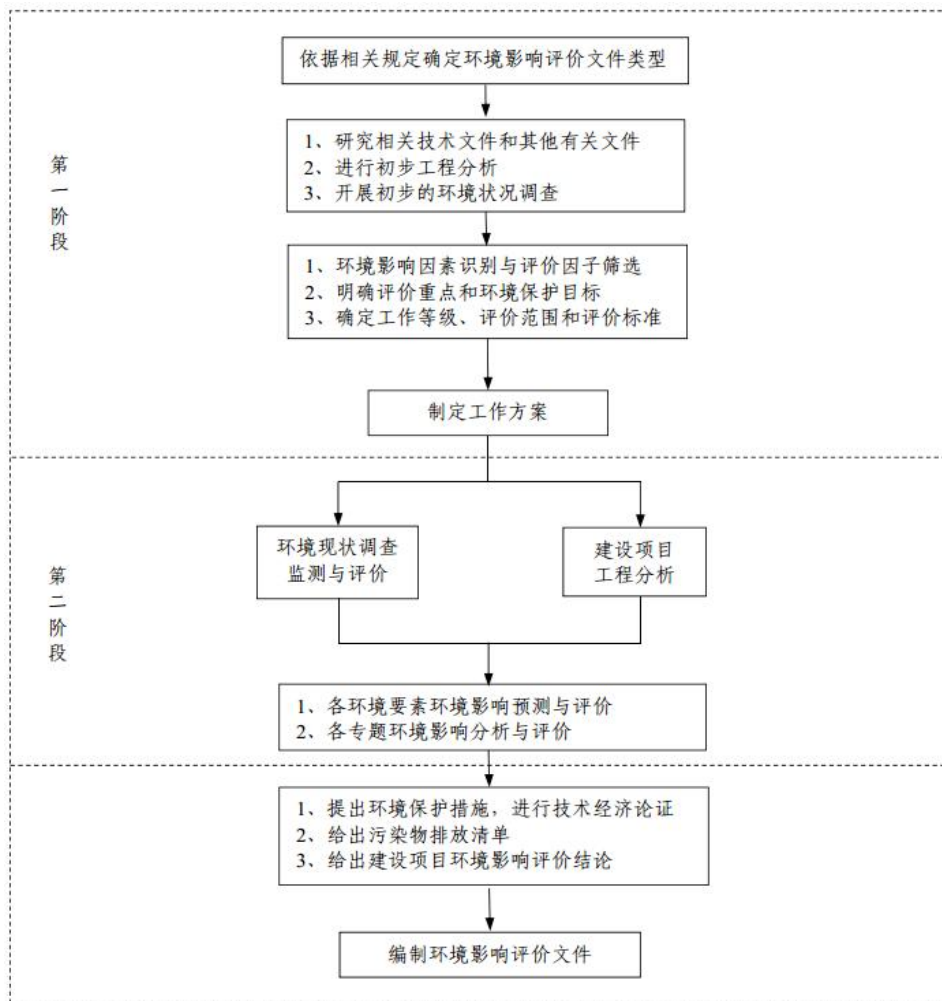 依据相关规定确定环境影响评价文件类型
1、研究相关技术文件和其他有关文件
2、进行初步工程分析
3、开展初步的环境状况调查
第一阶段
1、环境影响因素识别与评价因子筛选
2、明确评价重点和环境保护目标
3、确定工作等级、评价范围和评价标准
制定工作方案
环境现状调查
监测与评价
建设项目
工程分析
第二阶段
1、各环境要素环境影响预测与评价
2、各专题环境影响分析与评价
1、提出环境保护措施，进行技术经济论证
2、给出污染物排放清单
3、给出建设项目环境影响评价结论
编制环境影响评价文件